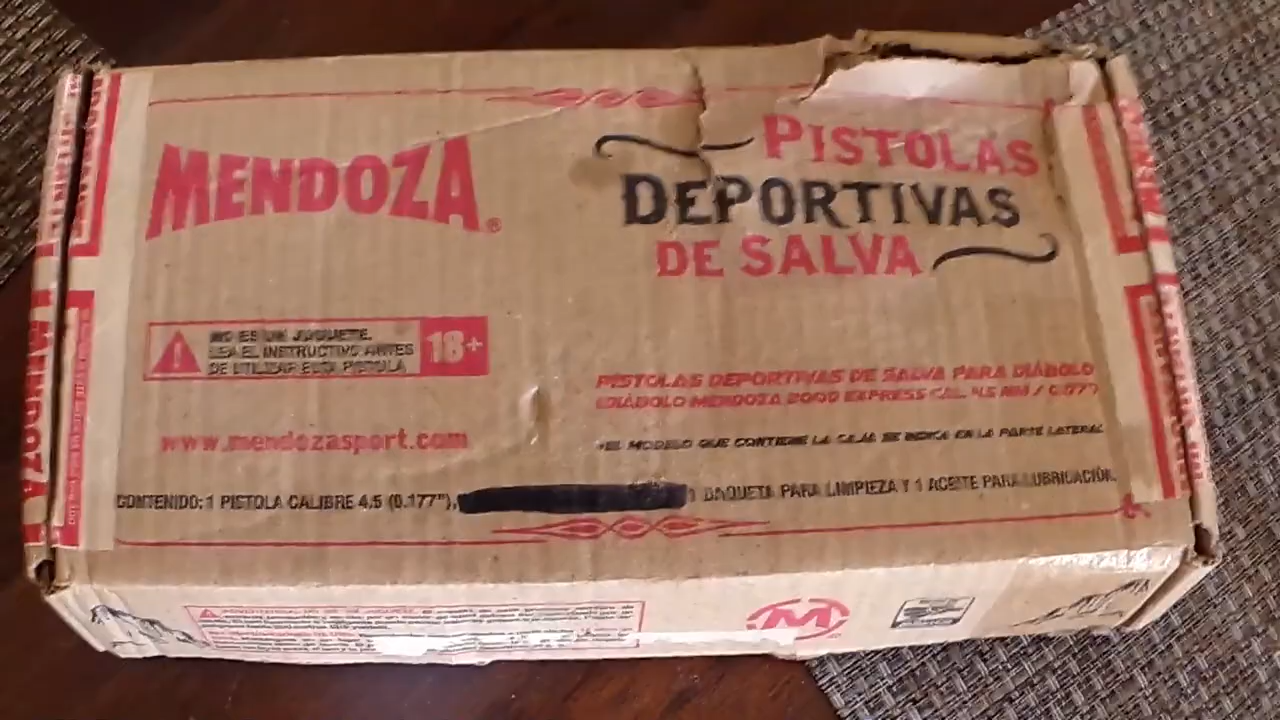 MENDOZA®
PISTOLAS
DEPORTIVAS
DE SALVA
NO ES UN JUGUETE.
LEA EL INSTRUCTIVO ANTES
DE UTILIZAR ESTA PISTOLA
18+
PISTOLAS DEPORTIVAS DE SALVA PARA DIÁBOLO
(DIÁBOLO MENDOZA 2000 EXPRESS CAL. 4.5 MM / 0.177)
www.mendozasport.com
*EL MODELO QUE CONTIENE LA CAJA SE INDICA EN LA PARTE LATERAL
CONTENIDO: 1 PISTOLA CALIBRE 4.5 (0.177"), 1 BAQUETA PARA LIMPIEZA Y 1 ACEITE PARA LUBRICACIÓN.
M
MENDOZA